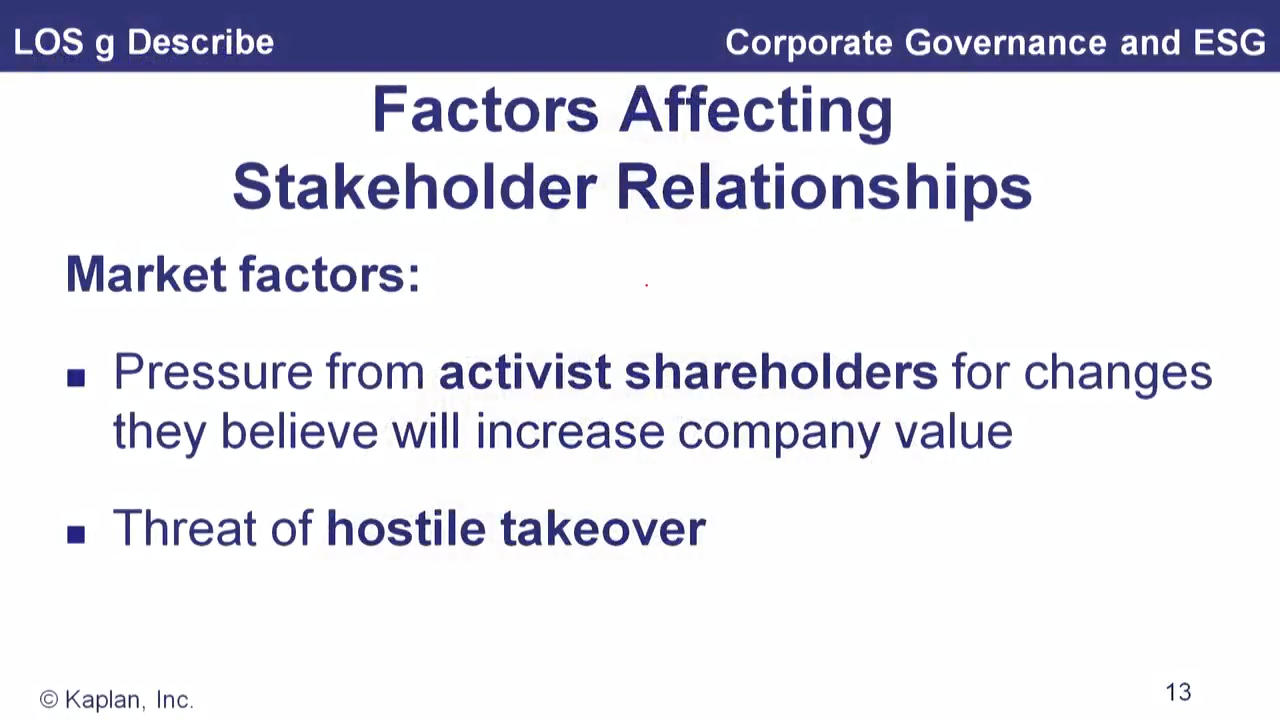 LOS g Describe
Corporate Governance and ESG
Factors Affecting
Stakeholder Relationships
Market factors:
Pressure from activist shareholders for changes
they believe will increase company value
Threat of hostile takeover
© Kaplan, Inc.
13